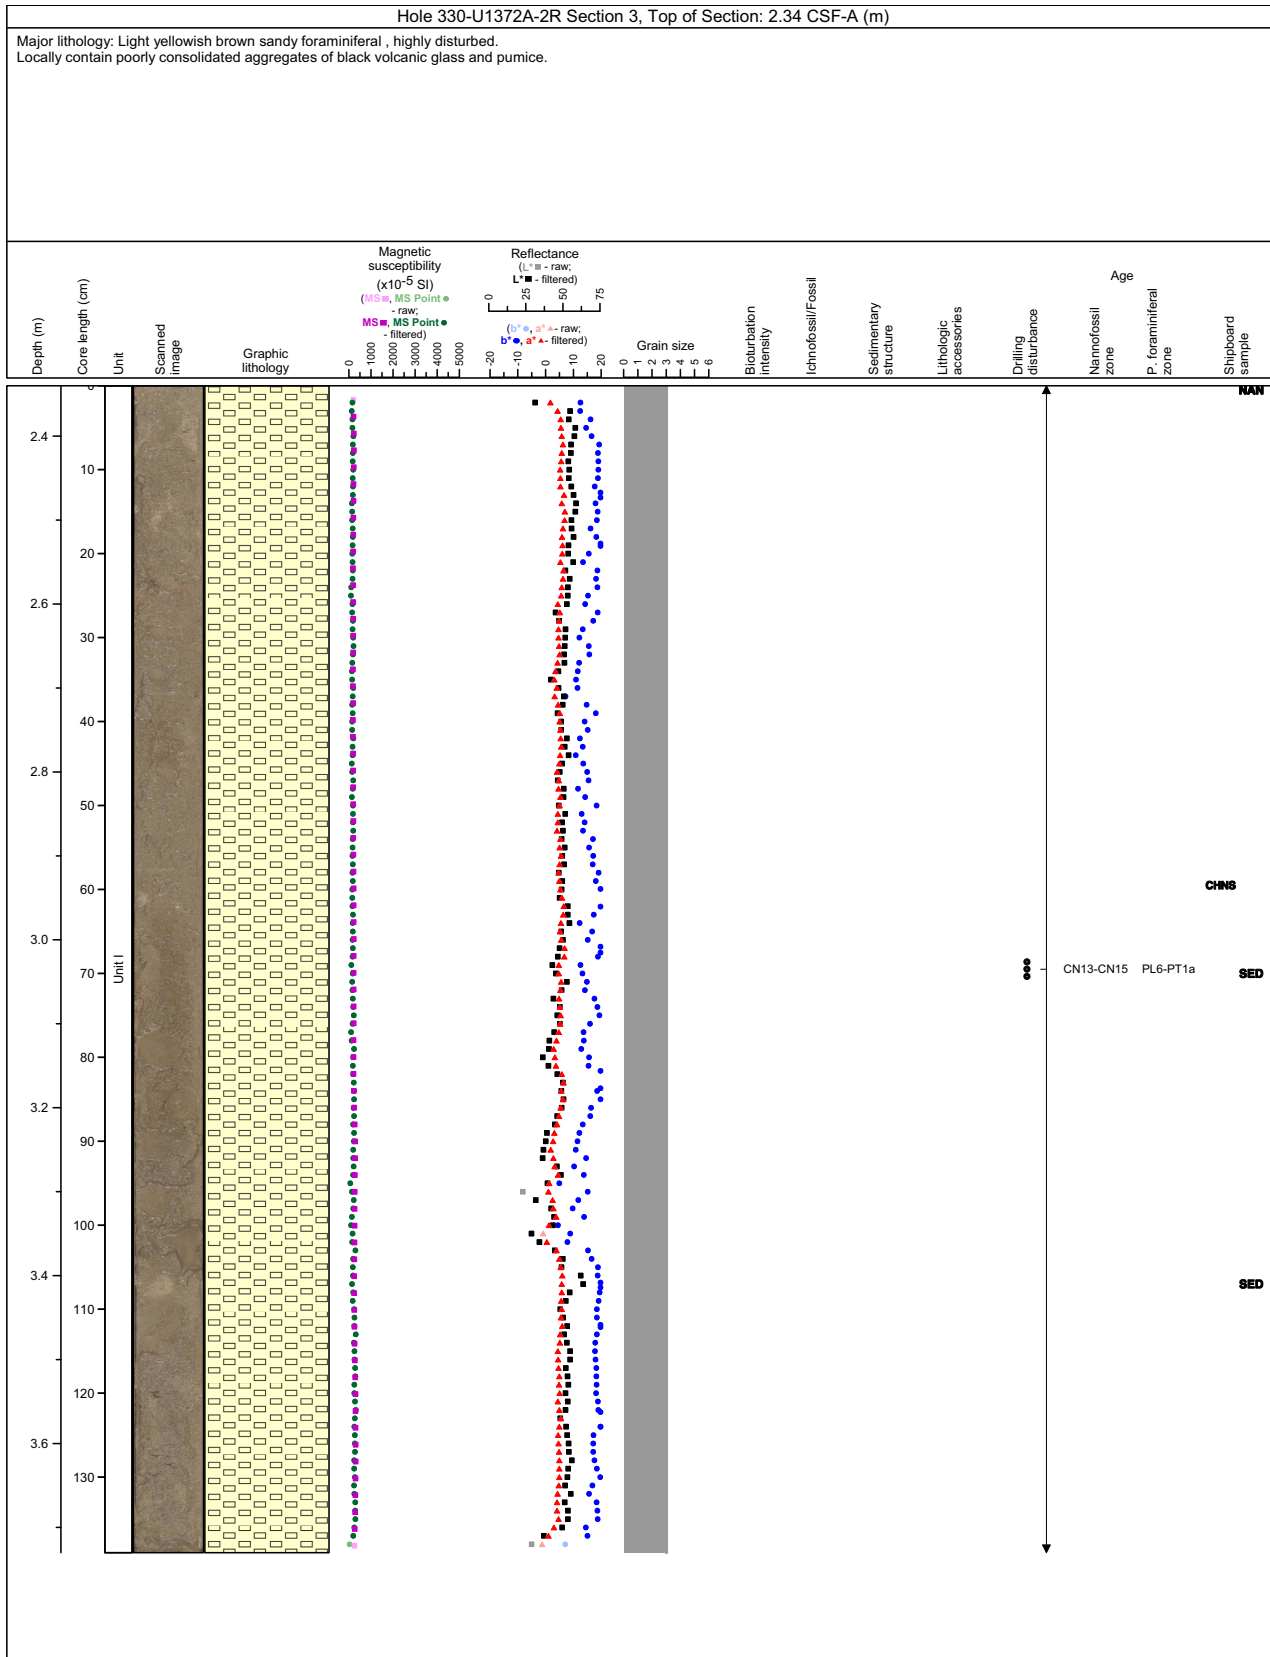 Hole 330-U1372A-2R Section 3, Top of Section: 2.34 CSF-A (m)
Major lithology: Light yellowish brown sandy foraminiferal , highly disturbed.
Locally contain poorly consolidated aggregates of black volcanic glass and pumice.
Depth (m)
Core length (cm)
Unit
Scanned
image
Graphic
lithology
Magnetic
susceptibility
(x10-5 SI)
(MS■, MS Point●
- raw;
MS■, MS Point●
- filtered)
0 1000 2000 3000 4000 5000
Reflectance
(L*■ - raw;
L*■ - filtered)
0 25 50 75
(b*●, a*▲- raw;
b*●, a*▲- filtered)
-20 -10 0 10 20
Grain size
0 1 2 3 4 5 6
Bioturbation
intensity
Ichnofossil/Fossil
Sedimentary
structure
Lithologic
accessories
Drilling
disturbance
Age
Nannofossil
zone
P. foraminiferal
zone
Shipboard
sample
0
NAN
2.4
10
20
2.6
30
40
2.8
50
60
CHNS
3.0
Unit I
70
CN13-CN15 PL6-PT1a
SED
80
3.2
90
100
3.4
SED
110
120
3.6
130